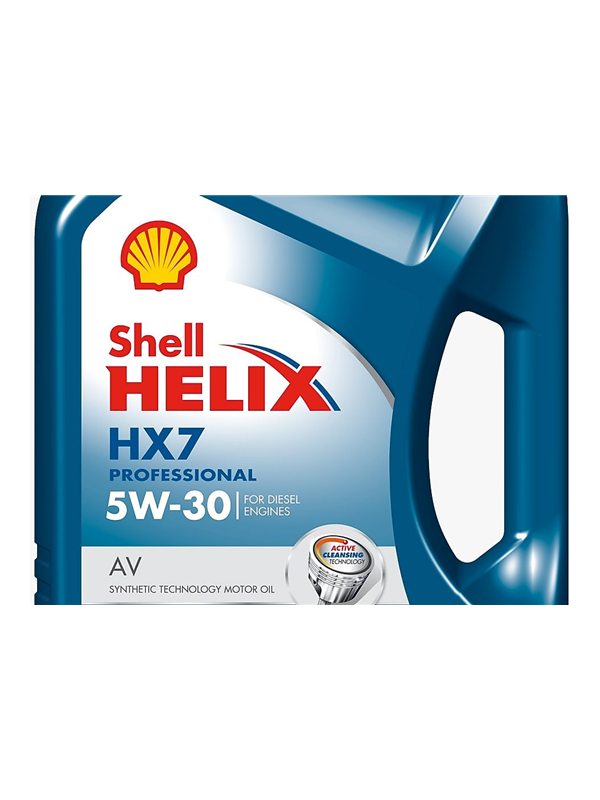 Shell
HELIX
HX7
PROFESSIONAL
5W-30
FOR DIESEL
ENGINES
AV
SYNTHETIC TECHNOLOGY MOTOR OIL
ACTIVE
CLEANSING
TECHNOLOGY